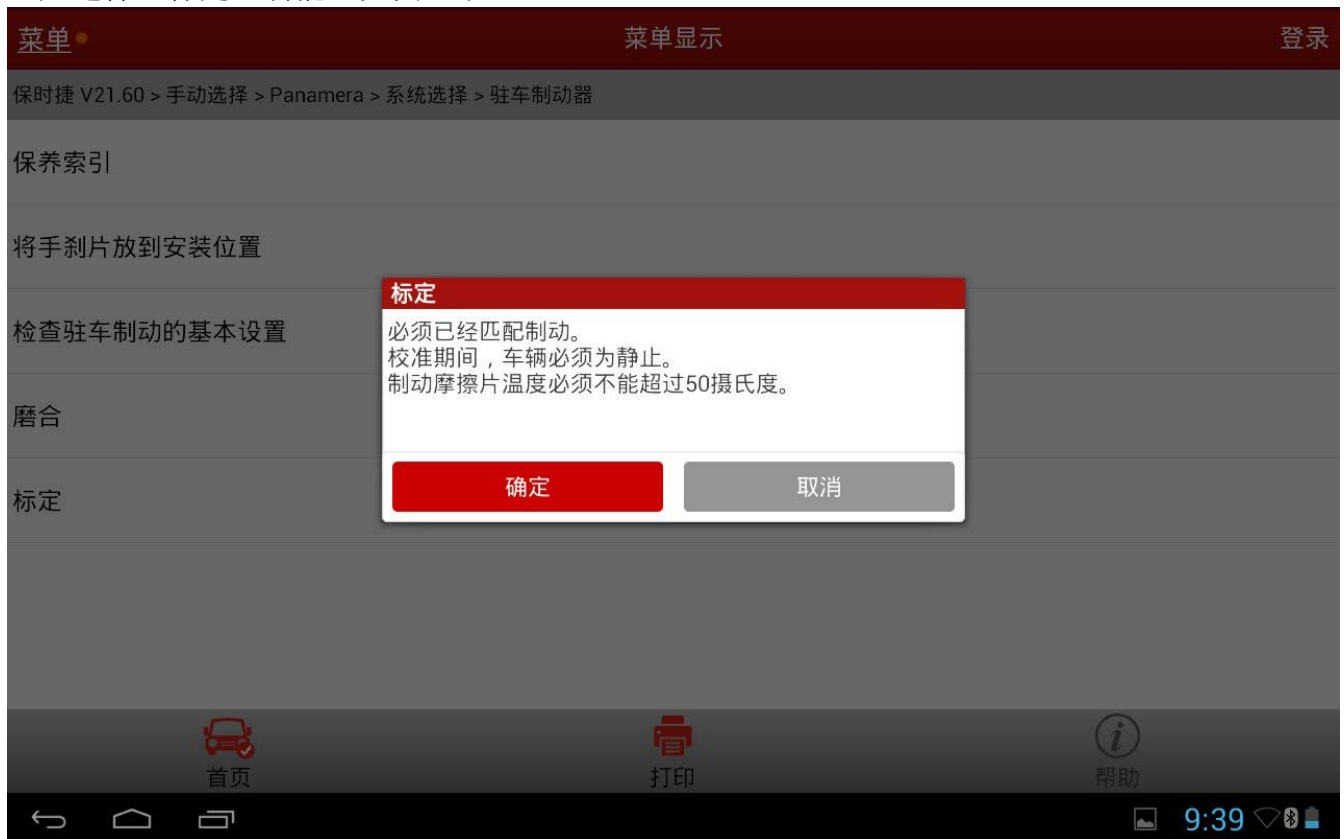 菜单
菜单显示
登录
保时捷 V21.60 > 手动选择 > Panamera > 系统选择 > 驻车制动器
保养索引
将手刹片放到安装位置
检查驻车制动的基本设置
磨合
标定
标定
必须已经匹配制动。
校准期间，车辆必须为静止。
制动摩擦片温度必须不能超过50摄氏度。
确定
取消
首页
打印
帮助
9:39